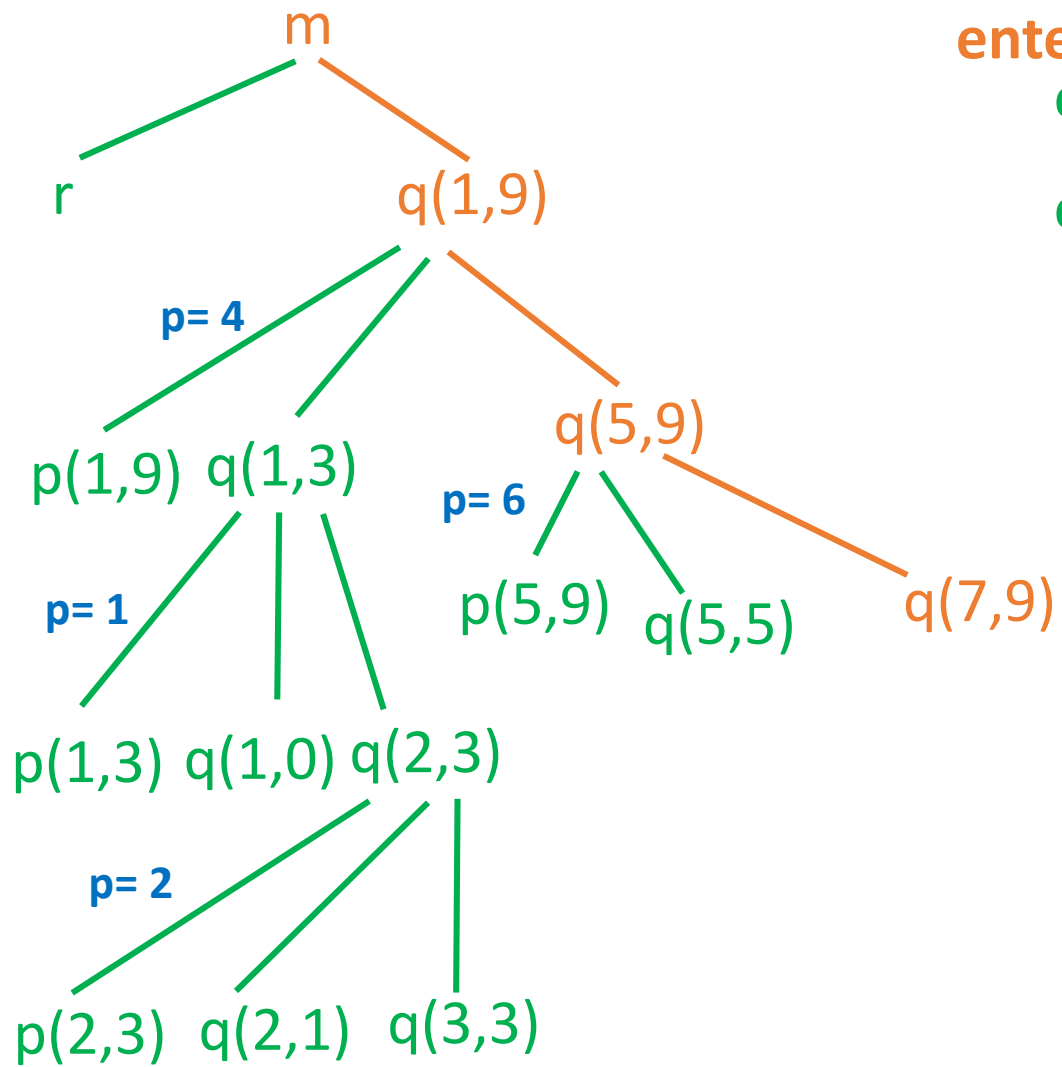 m
r
q(1,9)
p= 4
p(1,9)
q(1,3)
q(5,9)
p= 1
p= 6
p(5,9)
q(5,5)
q(7,9)
p(1,3)
q(1,0)
q(2,3)
p= 2
p(2,3)
q(2,1)
q(3,3)